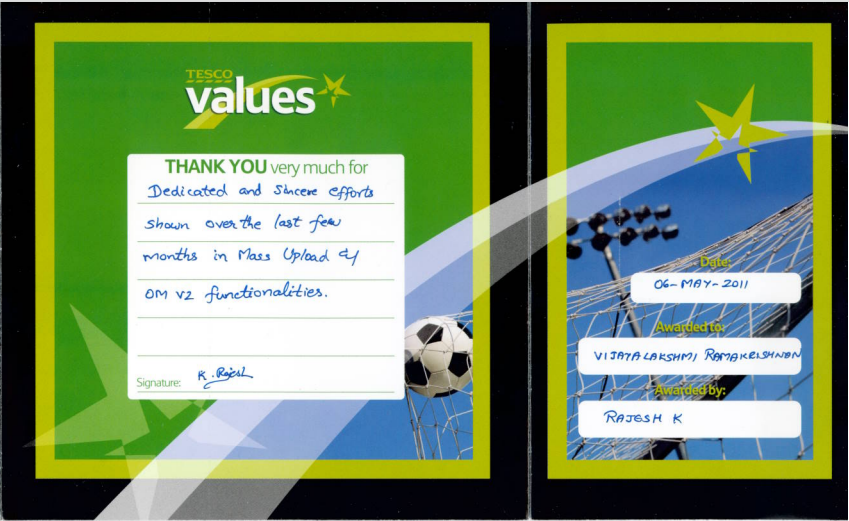 TESCO
values
THANK YOU very much for
Dedicated and Sincere efforts
shown over the last few
months in Mass Upload of
OM V2 functionalities.
Signature: K. Rajesh
Date:
06-MAY-2011
Awarded to:
VIJAYALAKSHMI RAMAKRISHNAN
Awarded by:
RAJESH K